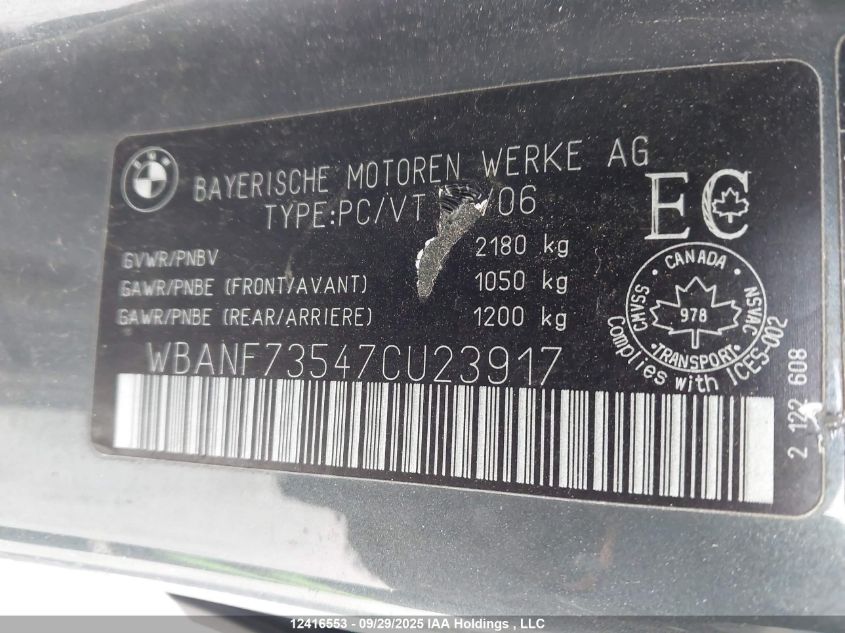 BMW
BAYERISCHE MOTOREN WERKE AG
TYPE:PC/VT /06
GVWR/PNBV 2180 kg
GAWR/PNBE (FRONT/AVANT) 1050 kg
GAWR/PNBE (REAR/ARRIERE) 1200 kg
WBANF73547CU23917
EC
CANADA
CMVSS 978 NSVAC
TRANSPORT
Complies with ICES-002
2 122 608
12416553 - 09/29/2025 IAA Holdings , LLC